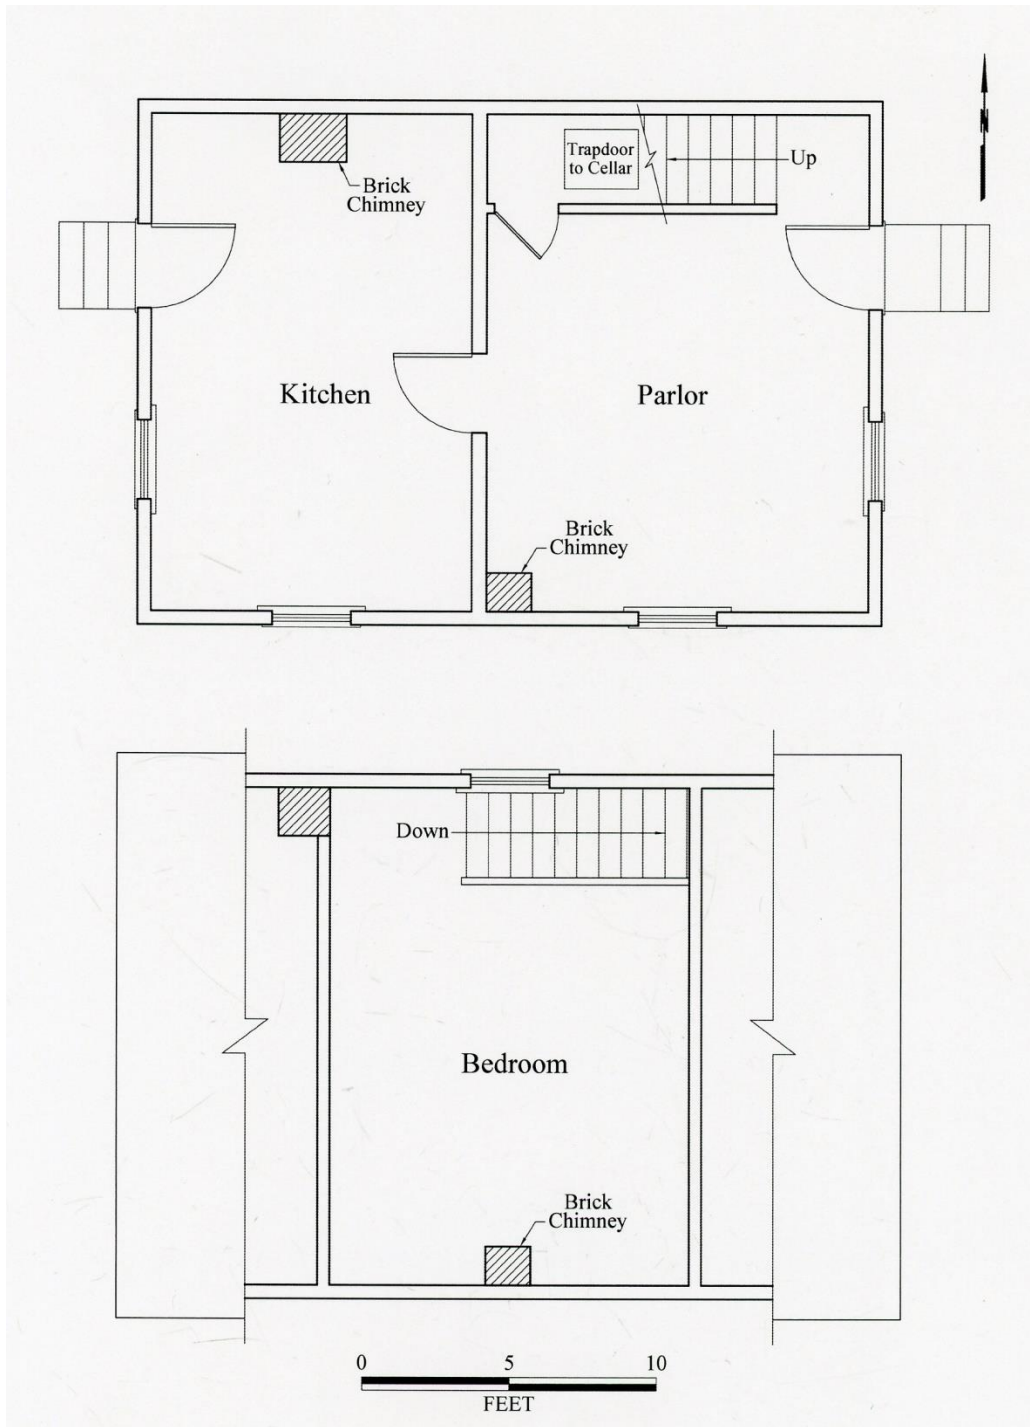 N
Trapdoor
to Cellar
Up
Brick
Chimney
Kitchen
Parlor
Brick
Chimney
Down
Bedroom
Brick
Chimney
0 5 10
FEET